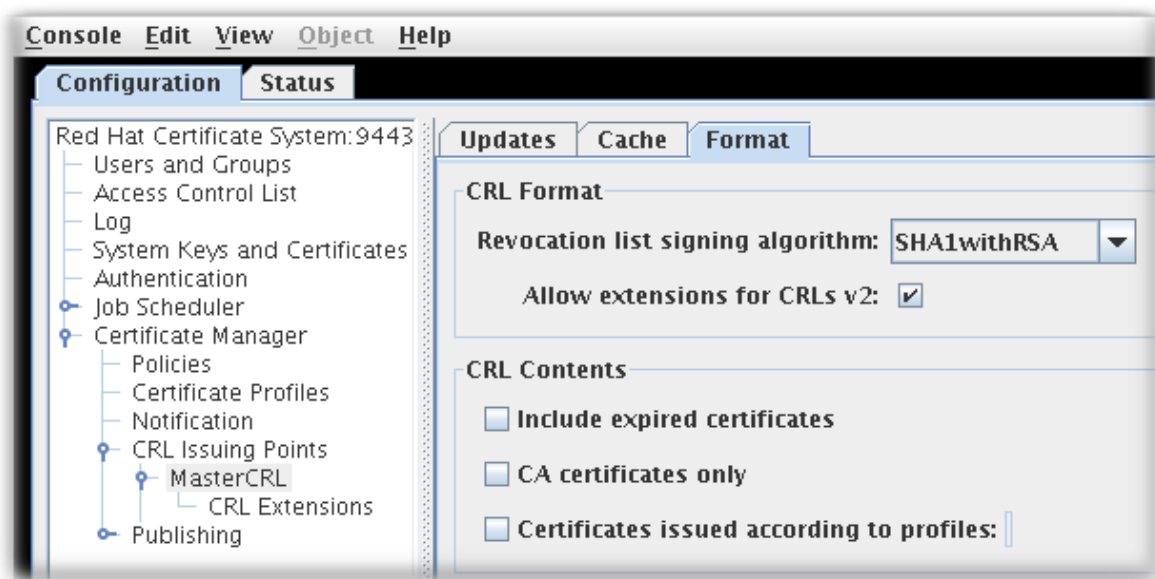 Console Edit View Object Help
Configuration Status
Red Hat Certificate System:9443
Users and Groups
Access Control List
Log
System Keys and Certificates
Authentication
Job Scheduler
Certificate Manager
Policies
Certificate Profiles
Notification
CRL Issuing Points
MasterCRL
CRL Extensions
Publishing
Updates Cache Format
CRL Format
Revocation list signing algorithm: SHA1withRSA
Allow extensions for CRLs v2:
CRL Contents
Include expired certificates
CA certificates only
Certificates issued according to profiles: